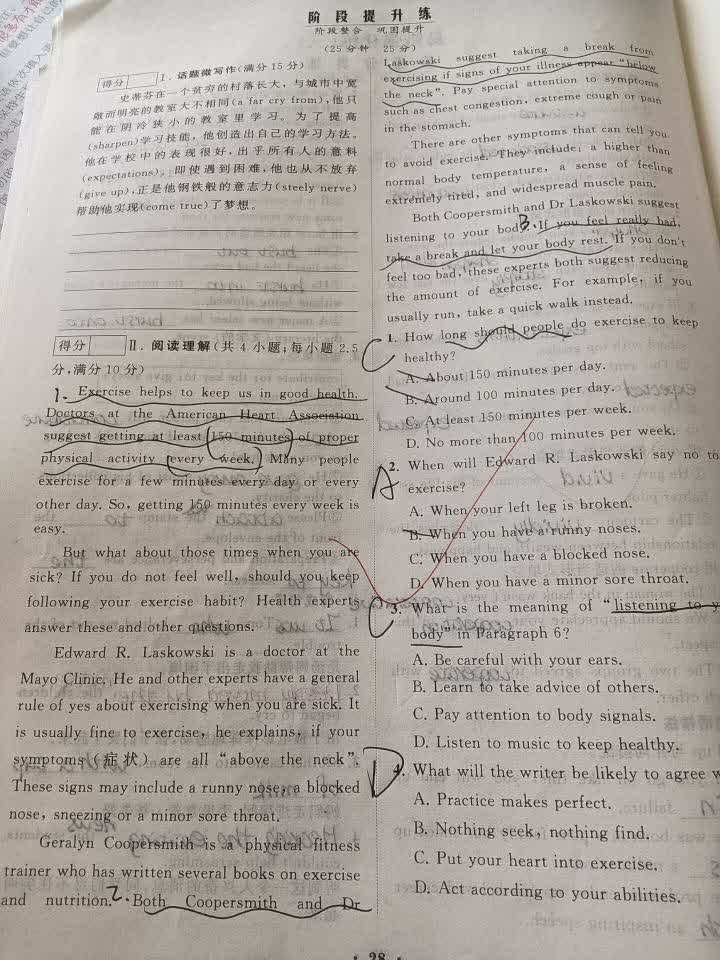 阶段提升练
阶段整合 巩固提升
(25分钟 25分)
得分
Ⅰ. 话题微写作(满分15分)
史蒂芬在一个贫穷的村落长大，与城市中宽
敞而明亮的教室大不相同(a far cry from),他只
能在阴冷狭小的教室里学习。为了提高
(sharpen)学习技能,他创造出自己的学习方法。
他在学校中的表现很好,出乎所有人的意料
(expectations)。即使遇到困难,他也从不放弃
(give up),正是他钢铁般的意志力(steely nerve)
帮助他实现(come true)了梦想。
得分
Ⅱ. 阅读理解(共4小题;每小题2.5
分,满分10分)
1.
Exercise helps to keep us in good health.
Doctors at the American Heart Association
suggest getting at least 150 minutes of proper
physical activity every week. Many people
exercise for a few minutes every day or every
other day. So, getting 150 minutes every week is
easy.
But what about those times when you are
sick? If you do not feel well, should you keep
following your exercise habit? Health experts
answer these and other questions.
Edward R. Laskowski is a doctor at the
Mayo Clinic. He and other experts have a general
rule of yes about exercising when you are sick. It
is usually fine to exercise, he explains, if your
symptoms (症状) are all "above the neck".
These signs may include a runny nose, a blocked
nose, sneezing or a minor sore throat.
Geralyn Coopersmith is a physical fitness
trainer who has written several books on exercise
and nutrition. 2. Both Coopersmith and Dr
Laskowski suggest taking a break from
exercising if signs of your illness appear "below
the neck". Pay special attention to symptoms
such as chest congestion, extreme cough or pain
in the stomach.
There are other symptoms that can tell you
to avoid exercise. They include: a higher than
normal body temperature, a sense of feeling
extremely tired, and widespread muscle pain.
Both Coopersmith and Dr Laskowski suggest
listening to your body. 3. If you feel really bad,
take a break and let your body rest. If you don't
feel too bad, these experts both suggest reducing
the amount of exercise. For example, if you
usually run, take a quick walk instead.
C
1. How long should people do exercise to keep
healthy?
A. About 150 minutes per day.
B. Around 100 minutes per day.
C. At least 150 minutes per week.
D. No more than 100 minutes per week.
A
2. When will Edward R. Laskowski say no to
exercise?
A. When your left leg is broken.
B. When you have a runny noses.
C. When you have a blocked nose.
D. When you have a minor sore throat.
C
3. What is the meaning of "listening to y
body" in Paragraph 6?
A. Be careful with your ears.
B. Learn to take advice of others.
C. Pay attention to body signals.
D. Listen to music to keep healthy.
D
4. What will the writer be likely to agree w
A. Practice makes perfect.
B. Nothing seek, nothing find.
C. Put your heart into exercise.
D. Act according to your abilities.
· 28 ·